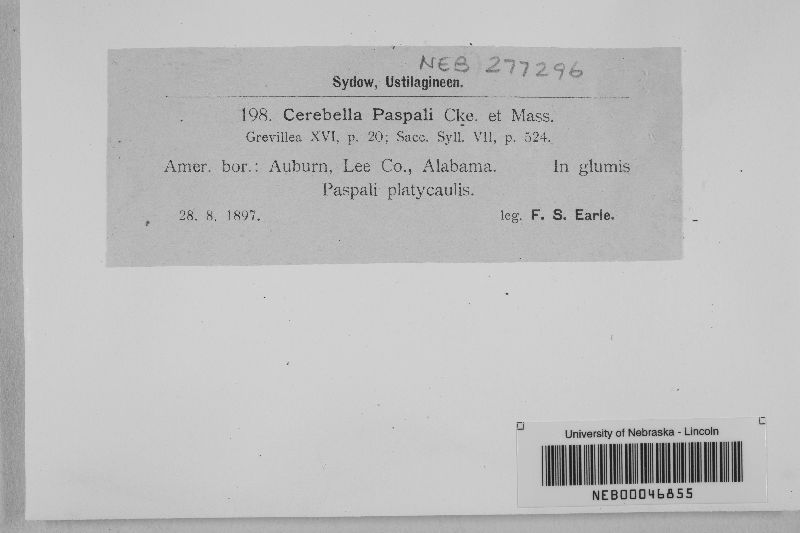 NEB 277296
Sydow, Ustilagineen.
198. Cerebella Paspali Cke. et Mass.
Grevillea XVI, p. 20; Sacc. Syll. VII, p. 524.
Amer. bor.: Auburn, Lee Co., Alabama. In glumis
Paspali platycaulis.
28. 8. 1897. leg. F. S. Earle.
University of Nebraska - Lincoln
NEB00046855